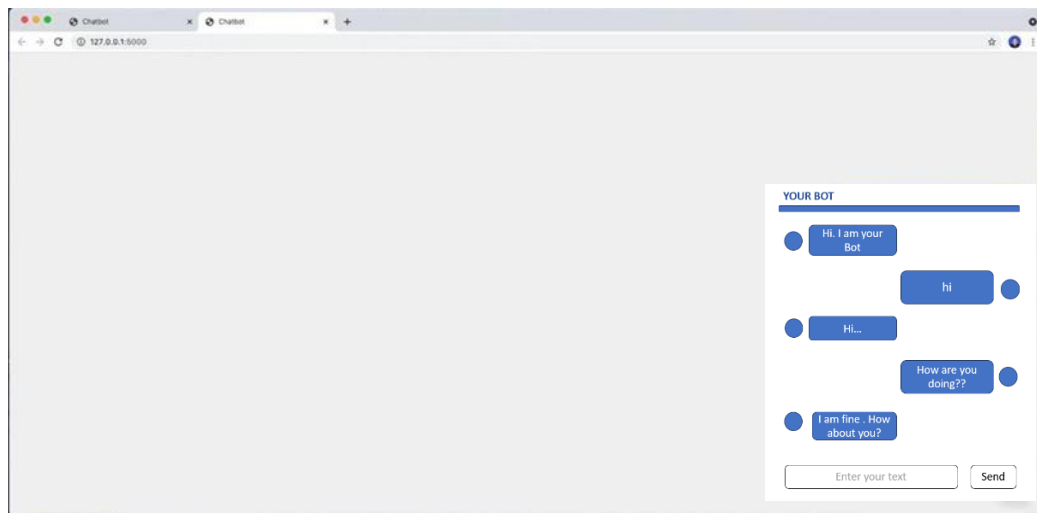 Chatbot
Chatbot
127.0.0.1:5000
YOUR BOT
Hi. I am your
Bot
hi
Hi...
How are you
doing??
I am fine . How
about you?
Enter your text
Send